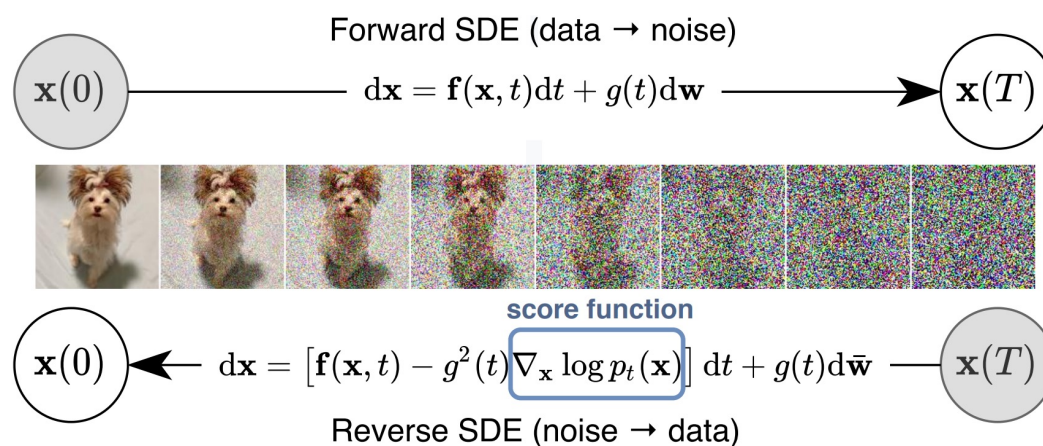 Forward SDE (data → noise)
x(0) dx = f(x, t)dt + g(t)dw x(T)
score function
x(0) dx = [f(x, t) − g²(t)∇ₓ log pₜ(x)] dt + g(t)dw̄ x(T)
Reverse SDE (noise → data)